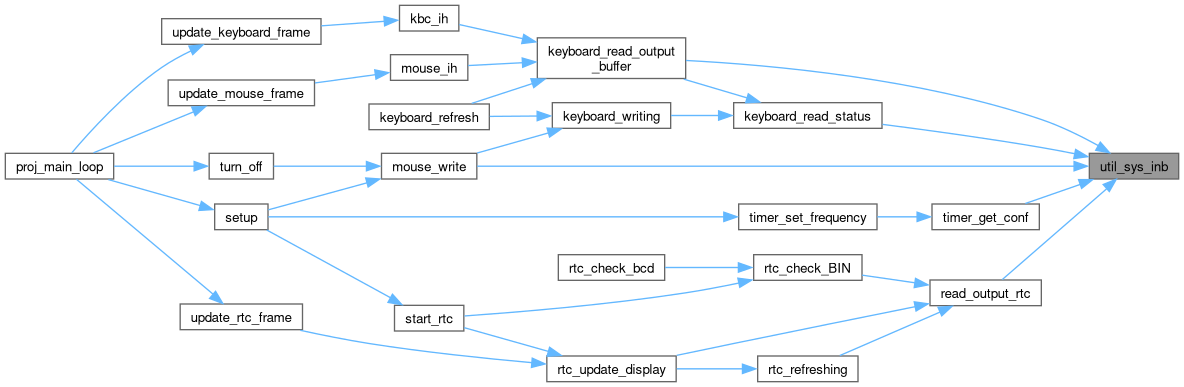 kbc_ih
update_keyboard_frame
keyboard_read_output
_buffer
mouse_ih
update_mouse_frame
keyboard_refresh
keyboard_writing
keyboard_read_status
proj_main_loop
turn_off
mouse_write
util_sys_inb
setup
timer_set_frequency
timer_get_conf
rtc_check_bcd
rtc_check_BIN
read_output_rtc
update_rtc_frame
start_rtc
rtc_update_display
rtc_refreshing